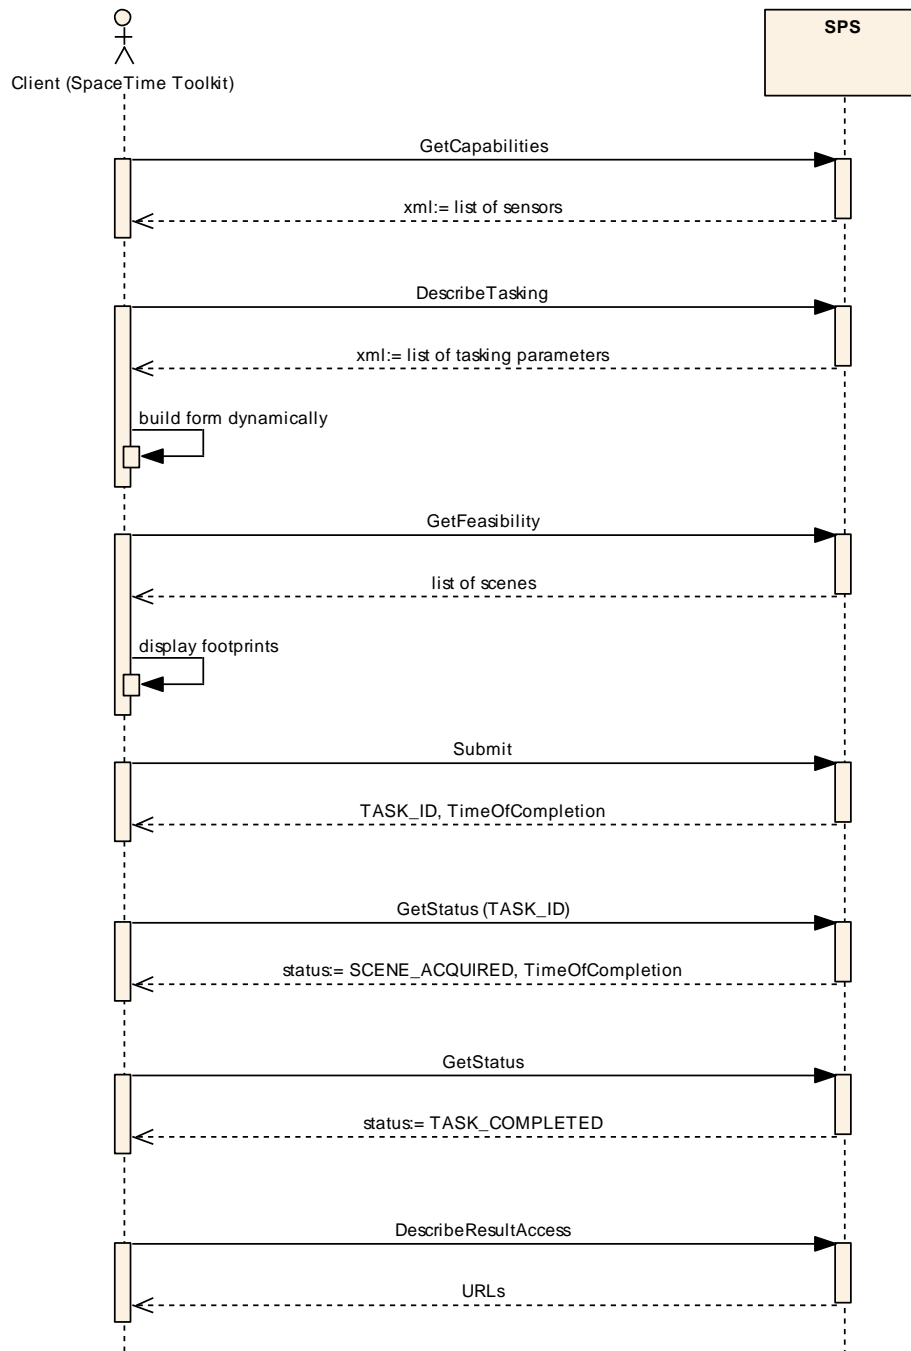 SPS
Client (SpaceTime Toolkit)
GetCapabilities
xml:= list of sensors
DescribeTasking
xml:= list of tasking parameters
build form dynamically
GetFeasibility
list of scenes
display footprints
Submit
TASK_ID, TimeOfCompletion
GetStatus (TASK_ID)
status:= SCENE_ACQUIRED, TimeOfCompletion
GetStatus
status:= TASK_COMPLETED
DescribeResultAccess
URLs